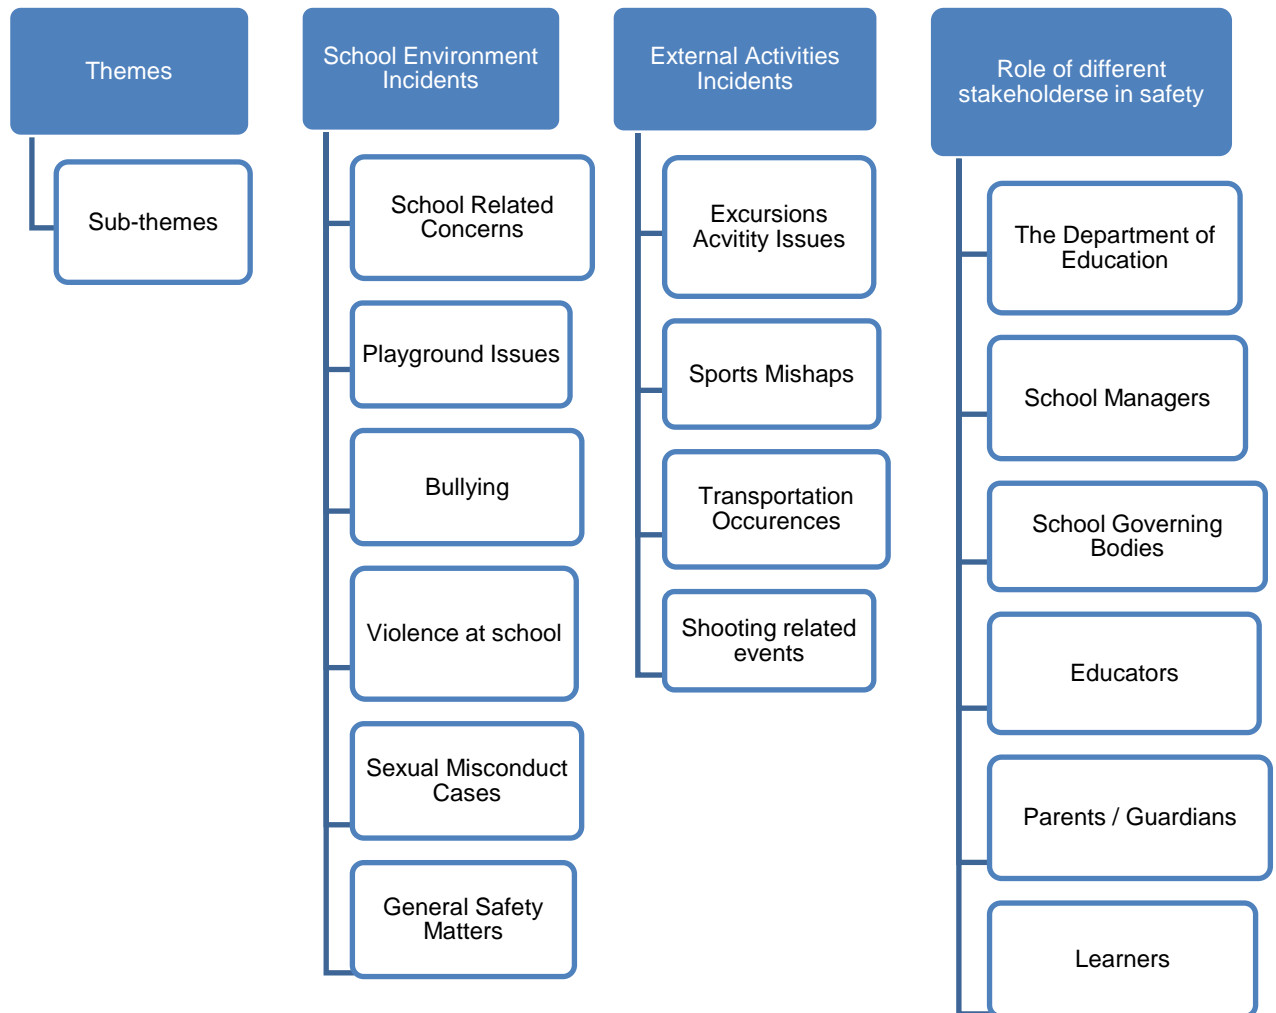 Themes
Sub-themes
School Environment
Incidents
School Related
Concerns
Playground Issues
Bullying
Violence at school
Sexual Misconduct
Cases
General Safety
Matters
External Activities
Incidents
Excursions
Acvitity Issues
Sports Mishaps
Transportation
Occurences
Shooting related
events
Role of different
stakeholderse in safety
The Department of
Education
School Managers
School Governing
Bodies
Educators
Parents / Guardians
Learners